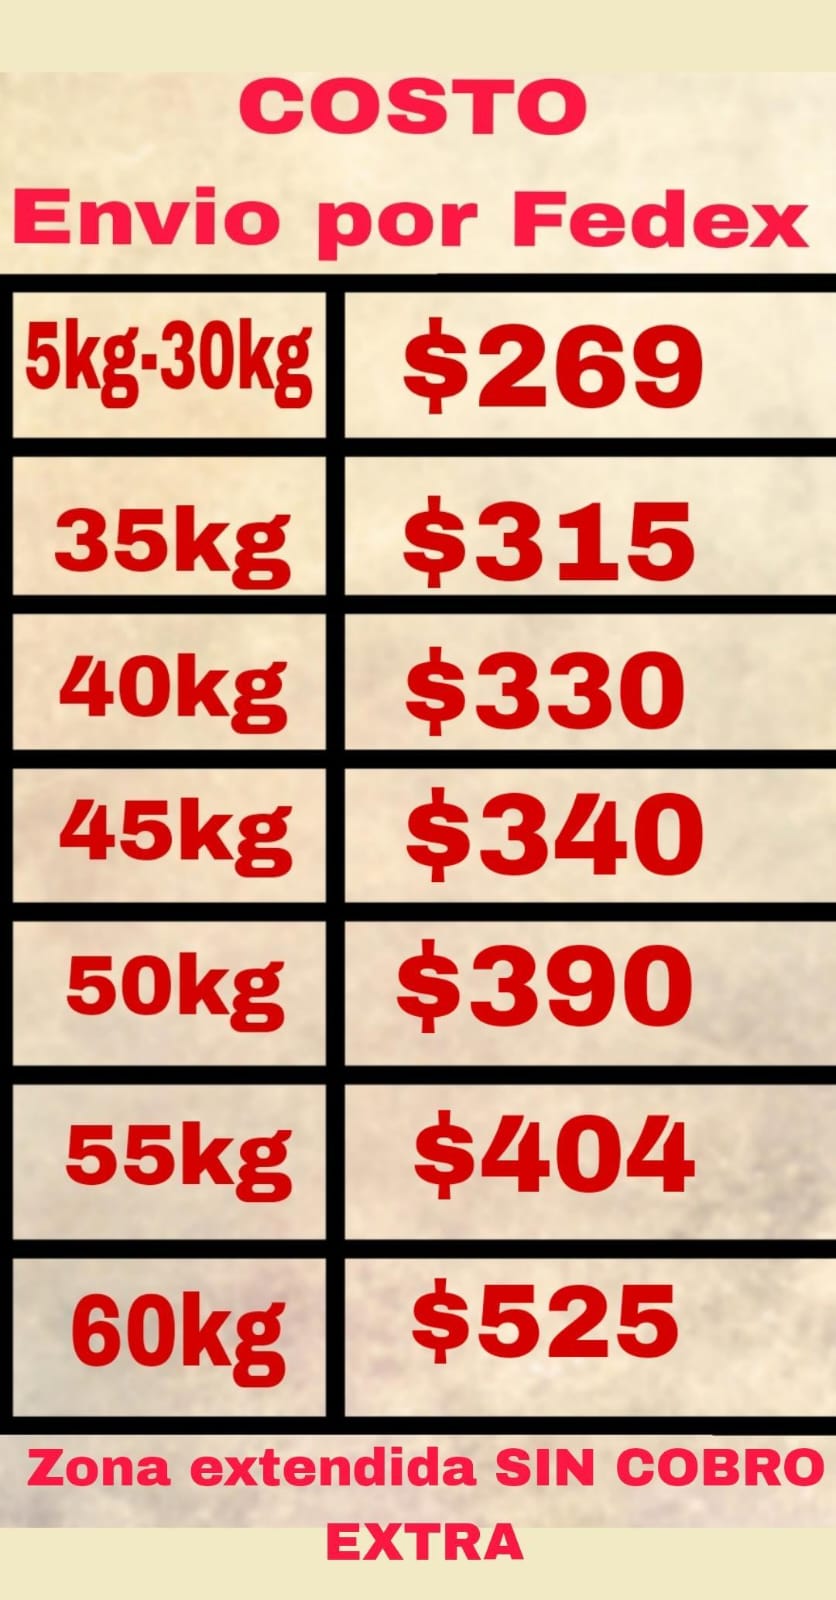 COSTO
Envio por Fedex
5kg-30kg $269
35kg $315
40kg $330
45kg $340
50kg $390
55kg $404
60kg $525
Zona extendida SIN COBRO
EXTRA